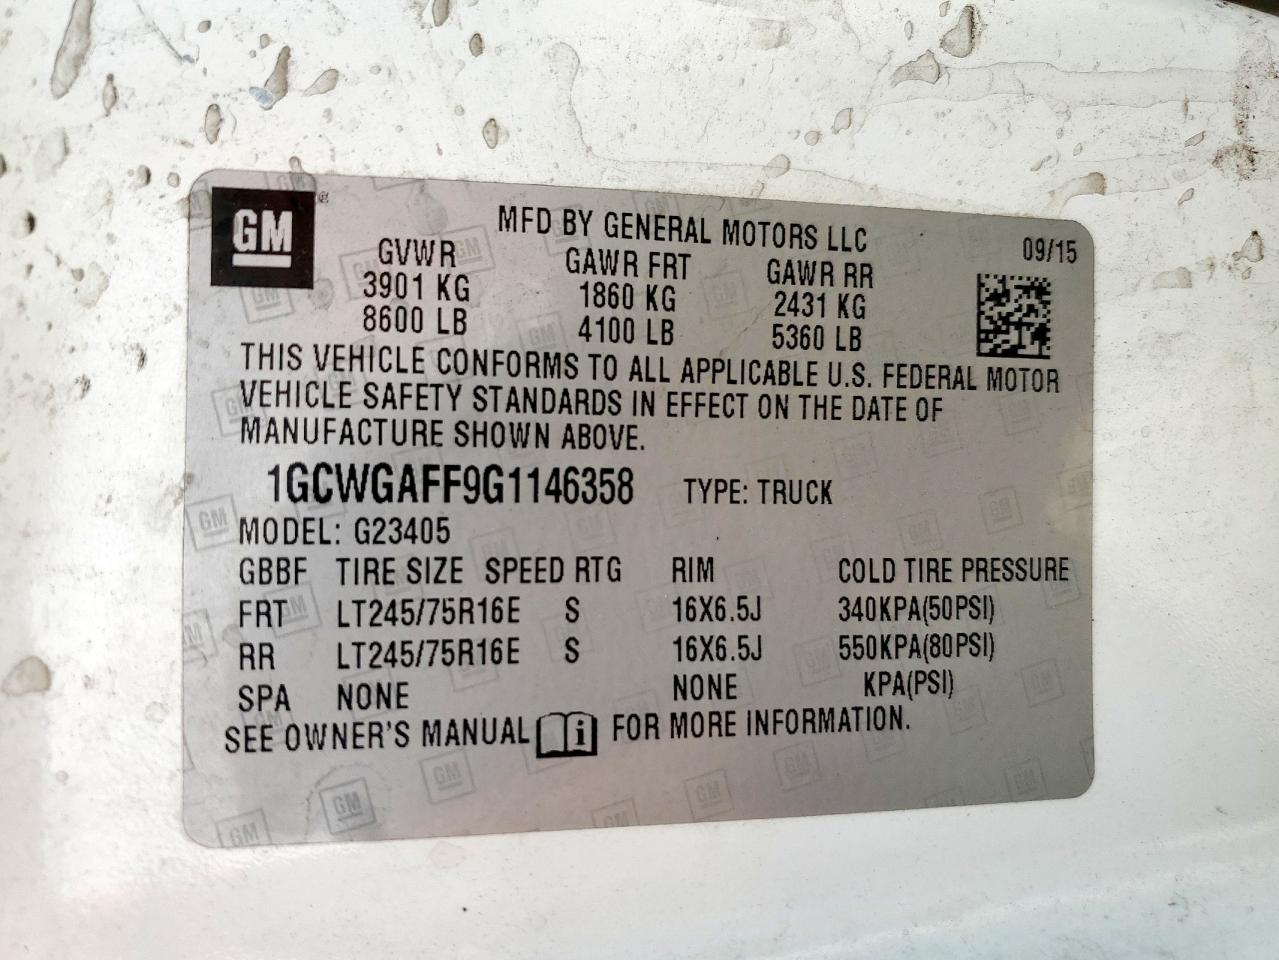 GM ®
MFD BY GENERAL MOTORS LLC 09/15
GVWR GAWR FRT GAWR RR
3901 KG 1860 KG 2431 KG
8600 LB 4100 LB 5360 LB
THIS VEHICLE CONFORMS TO ALL APPLICABLE U.S. FEDERAL MOTOR
VEHICLE SAFETY STANDARDS IN EFFECT ON THE DATE OF
MANUFACTURE SHOWN ABOVE.
1GCWGAFF9G1146358 TYPE: TRUCK
MODEL: G23405
GBBF TIRE SIZE SPEED RTG RIM COLD TIRE PRESSURE
FRT LT245/75R16E S 16X6.5J 340KPA(50PSI)
RR LT245/75R16E S 16X6.5J 550KPA(80PSI)
SPA NONE NONE KPA(PSI)
SEE OWNER'S MANUAL i FOR MORE INFORMATION.